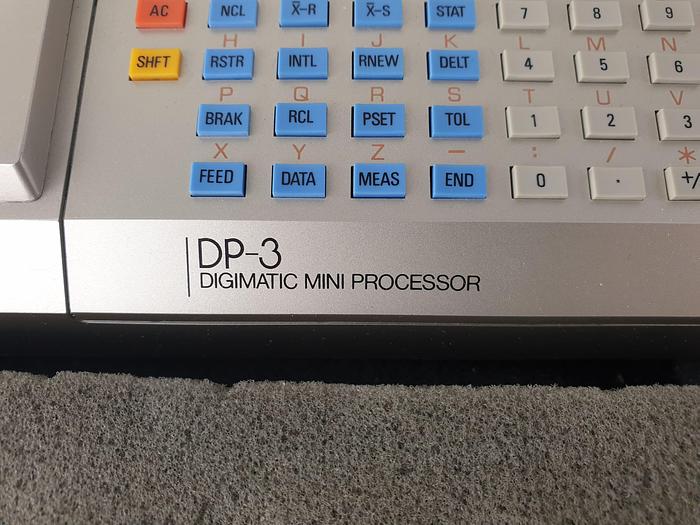 AC NCL X̅-R X̅-S STAT 7 8 9
H I J K L M N
SHFT RSTR INTL RNEW DELT 4 5 6
P Q R S T U V
BRAK RCL PSET TOL 1 2 3
X Y Z – : / *
FEED DATA MEAS END 0 . +/
DP-3
DIGIMATIC MINI PROCESSOR